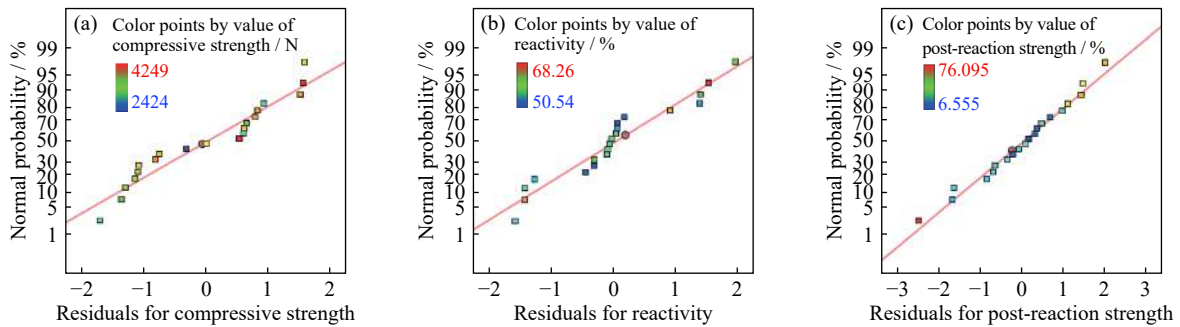 (a) Color points by value of
compressive strength / N
4249
2424
Normal probability / %
99
95
90
80
70
50
30
20
10
5
1
−2 −1 0 1 2
Residuals for compressive strength
(b) Color points by value of
reactivity / %
68.26
50.54
Normal probability / %
99
95
90
80
70
50
30
20
10
5
1
−2 −1 0 1 2
Residuals for reactivity
(c) Color points by value of
post-reaction strength / %
76.095
6.555
Normal probability / %
99
95
90
80
70
50
30
20
10
5
1
−3 −2 −1 0 1 2 3
Residuals for post-reaction strength